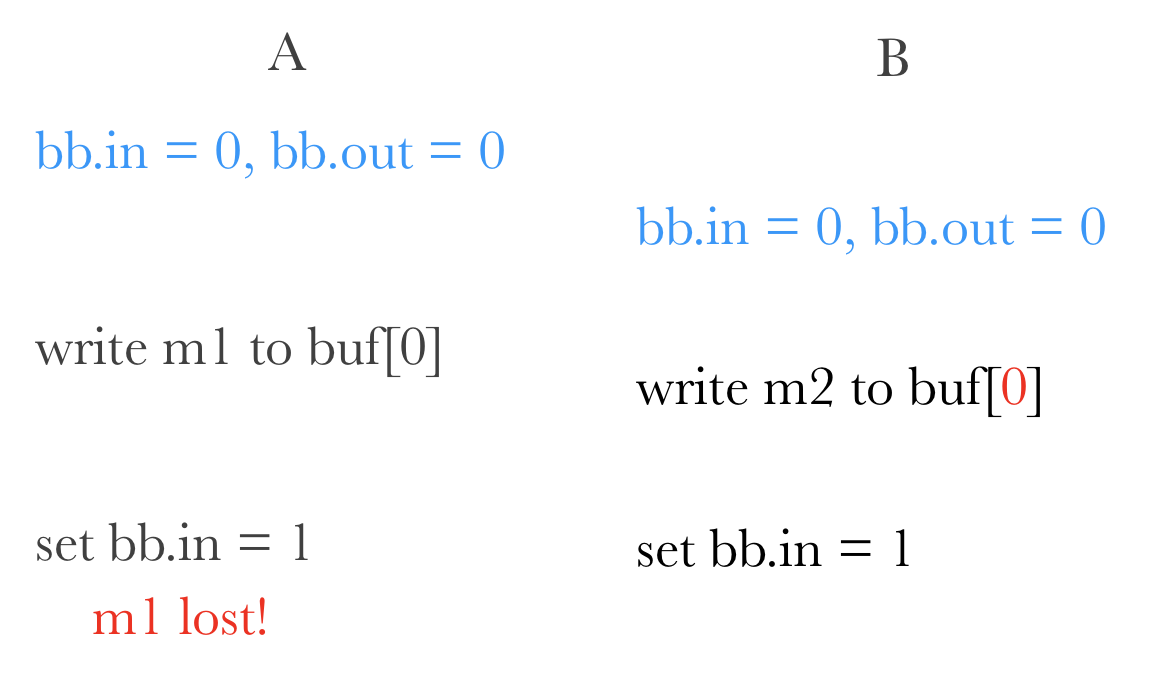 A
bb.in = 0, bb.out = 0
write m1 to buf[0]
set bb.in = 1
m1 lost!
B
bb.in = 0, bb.out = 0
write m2 to buf[0]
set bb.in = 1